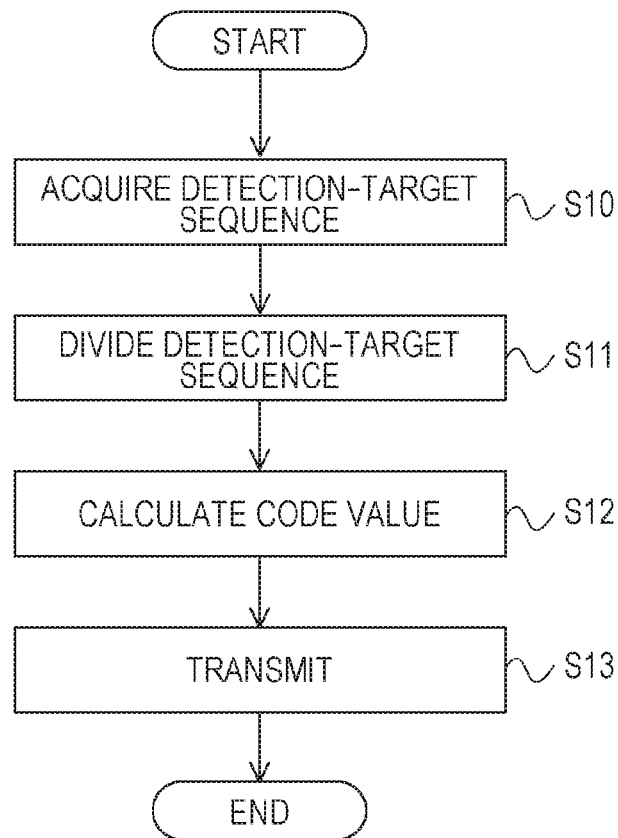 START
ACQUIRE DETECTION-TARGET
SEQUENCE
S10
DIVIDE DETECTION-TARGET
SEQUENCE
S11
CALCULATE CODE VALUE
S12
TRANSMIT
S13
END